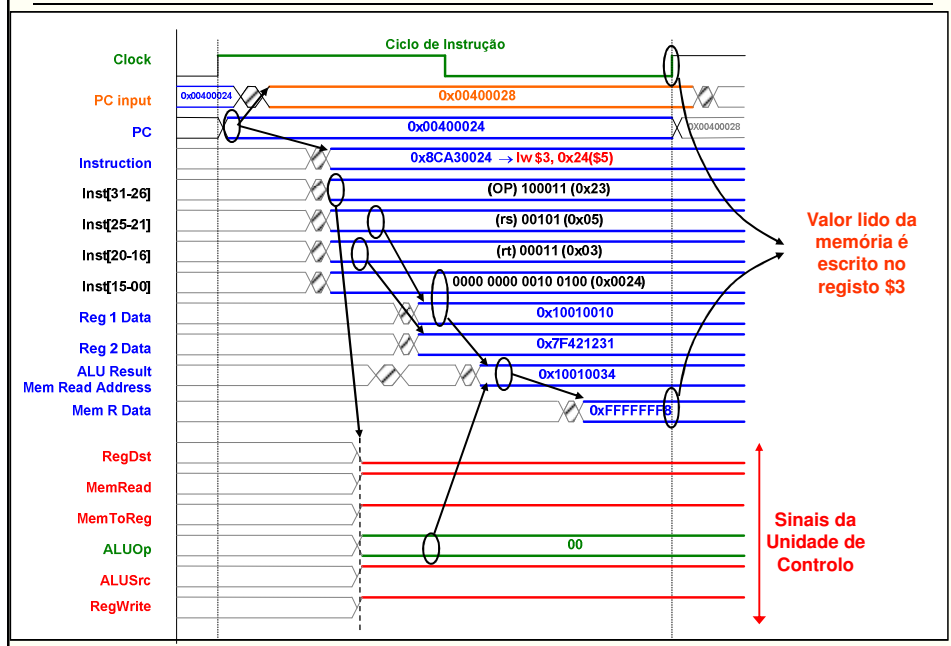 Ciclo de Instrução
Clock
PC input 0x00400024 0x00400028
PC 0x00400024 0x00400028
Instruction 0x8CA30024 → lw $3, 0x24($5)
Inst[31-26] (OP) 100011 (0x23)
Inst[25-21] (rs) 00101 (0x05)
Inst[20-16] (rt) 00011 (0x03)
Inst[15-00] 0000 0000 0010 0100 (0x0024)
Reg 1 Data 0x10010010
Reg 2 Data 0x7F421231
ALU Result
Mem Read Address 0x10010034
Mem R Data 0xFFFFFFF8
Valor lido da
memória é
escrito no
registo $3
RegDst
MemRead
MemToReg
ALUOp 00
ALUSrc
RegWrite
Sinais da
Unidade de
Controlo